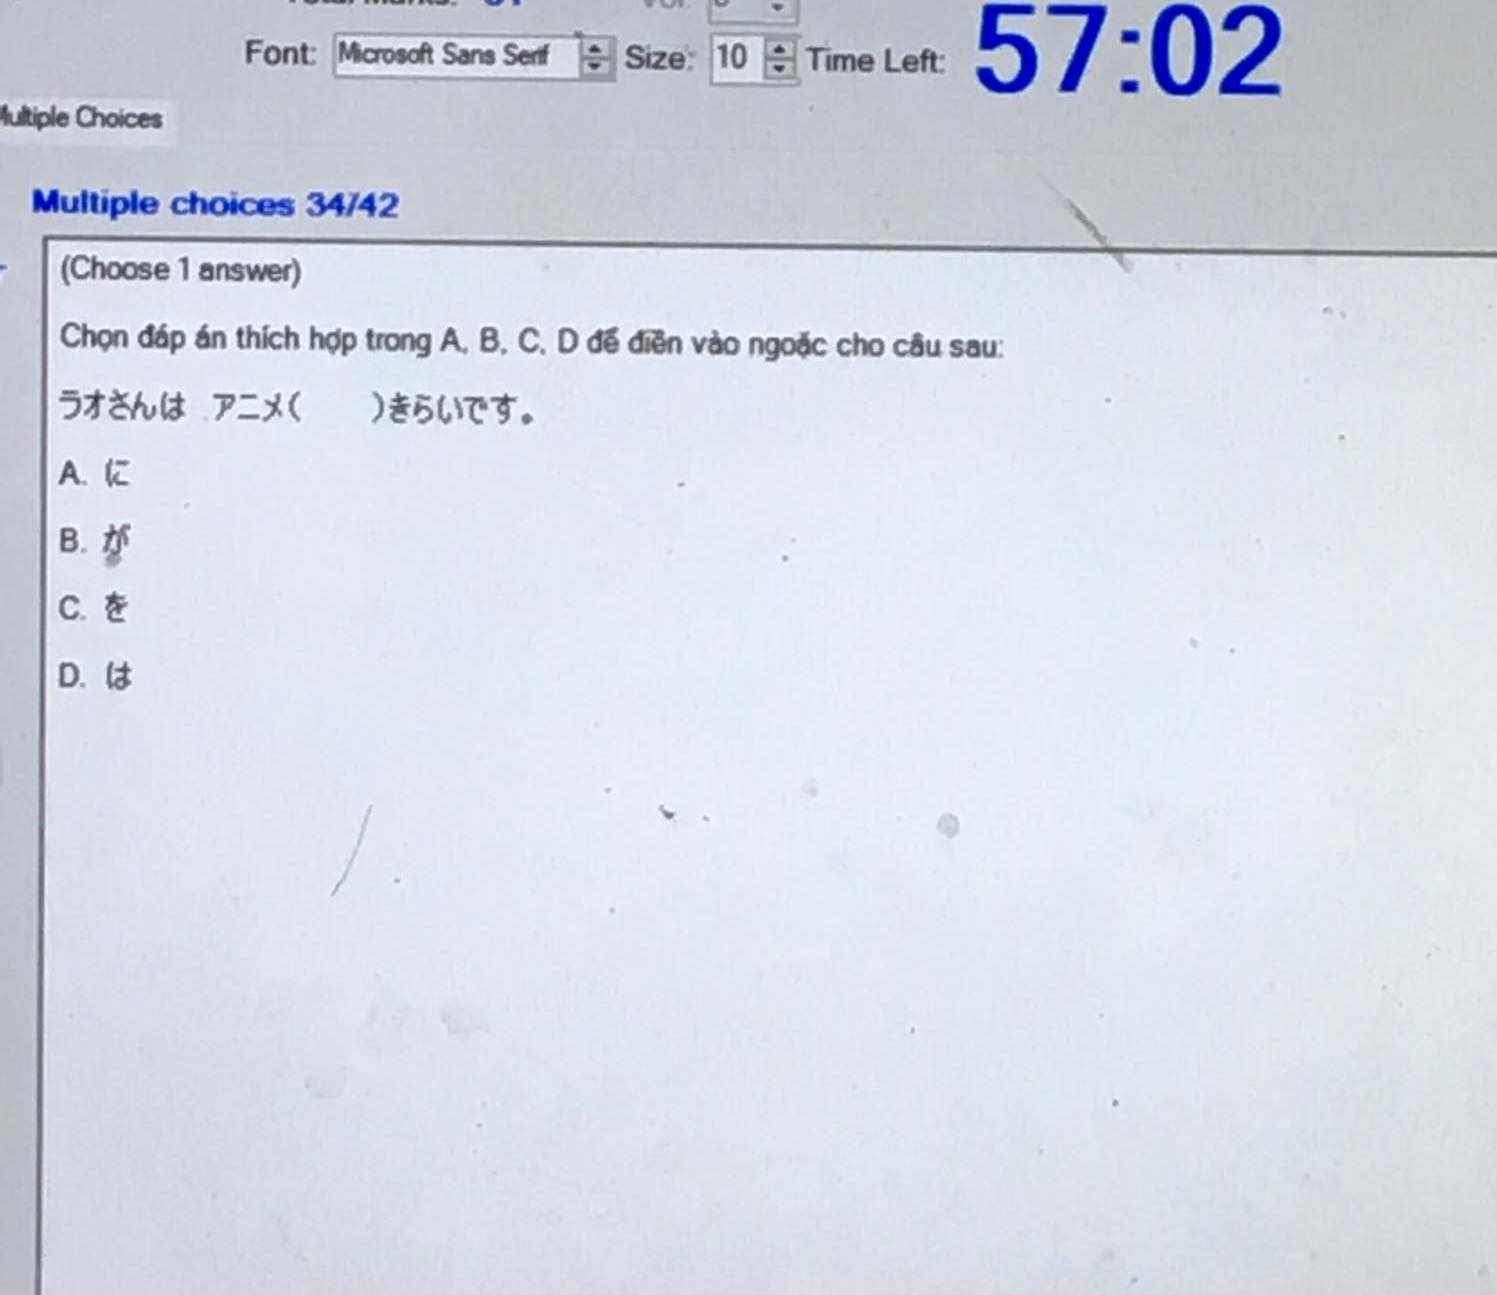 Font: Microsoft Sans Serif Size: 10 Time Left: 57:02
Multiple Choices
Multiple choices 34/42
(Choose 1 answer)
Chọn đáp án thích hợp trong A, B, C, D để điền vào ngoặc cho câu sau:
ラオさんは アニメ( )きらいです。
A. に
B. が
C. を
D. は